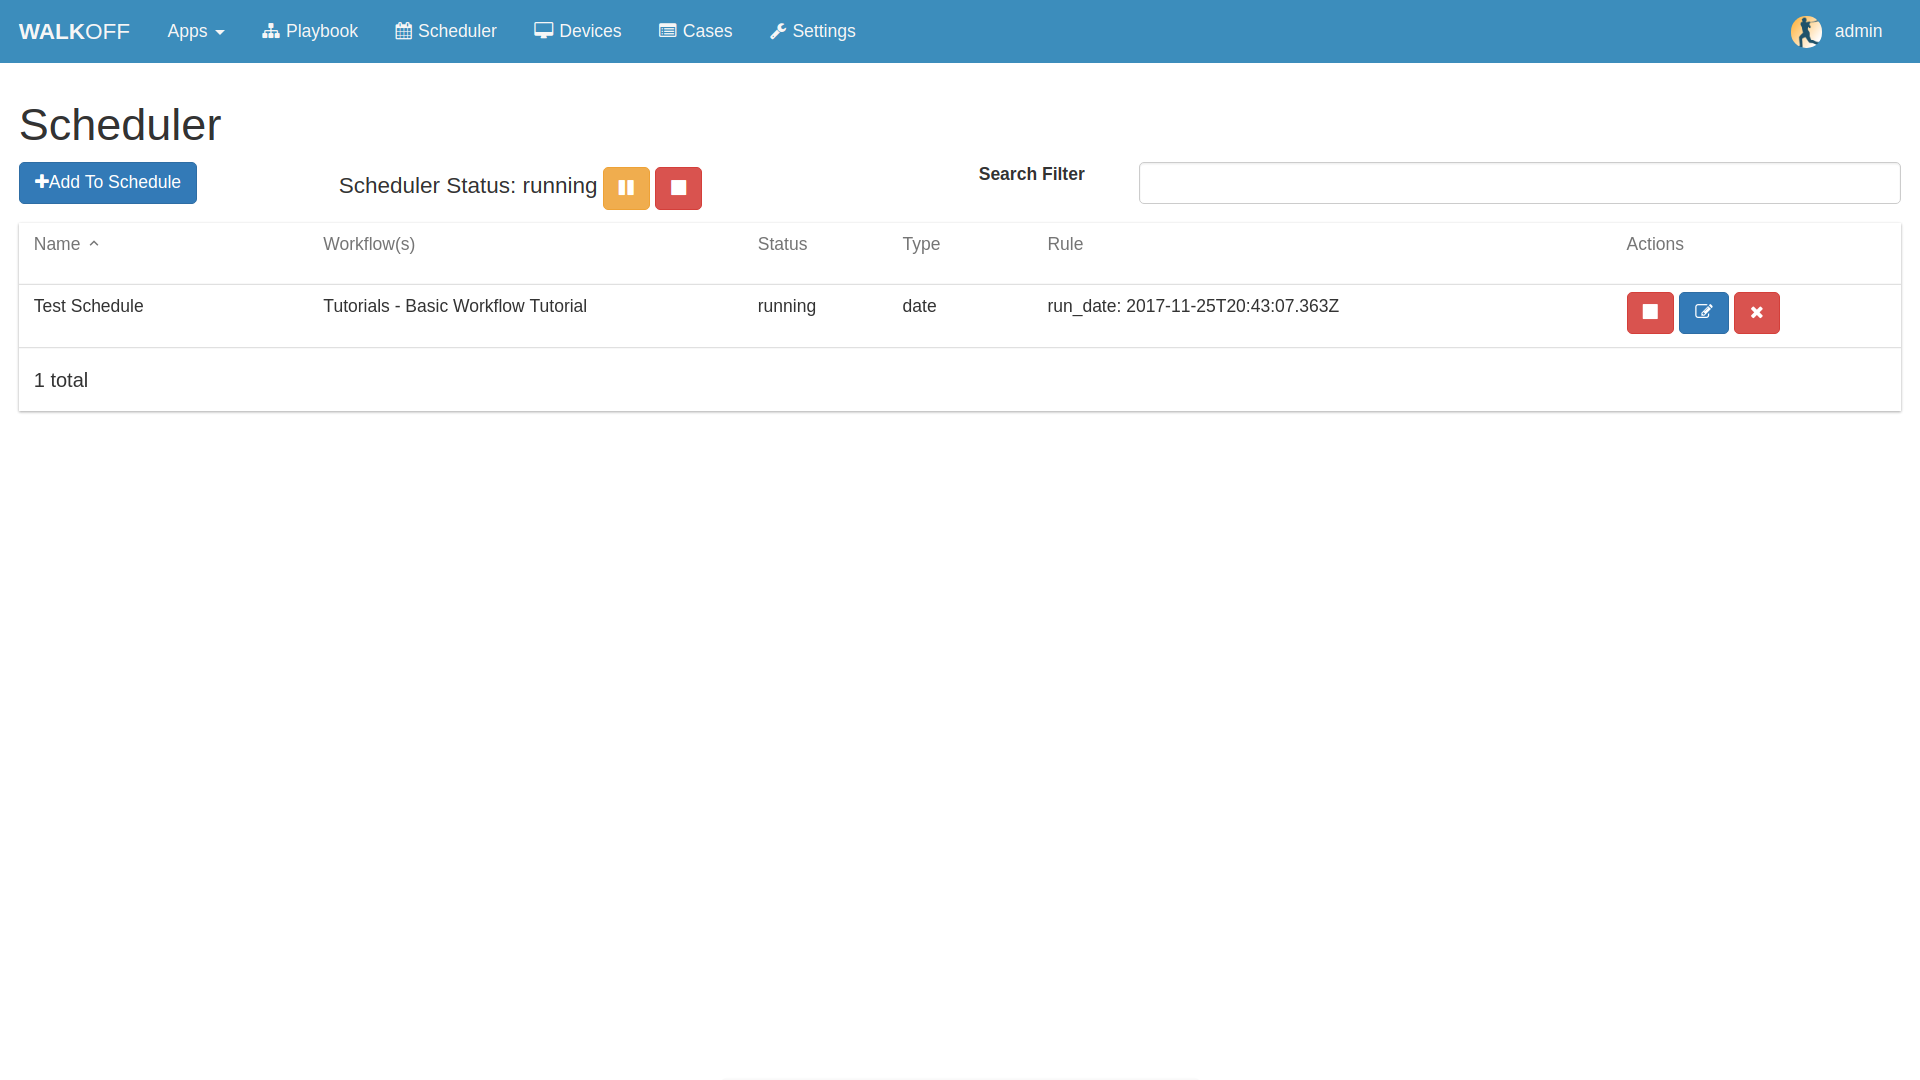 WALKOFF Apps Playbook Scheduler Devices Cases Settings admin
Scheduler
Add To Schedule Scheduler Status: running Search Filter
Name Workflow(s) Status Type Rule Actions
Test Schedule Tutorials - Basic Workflow Tutorial running date run_date: 2017-11-25T20:43:07.363Z
1 total